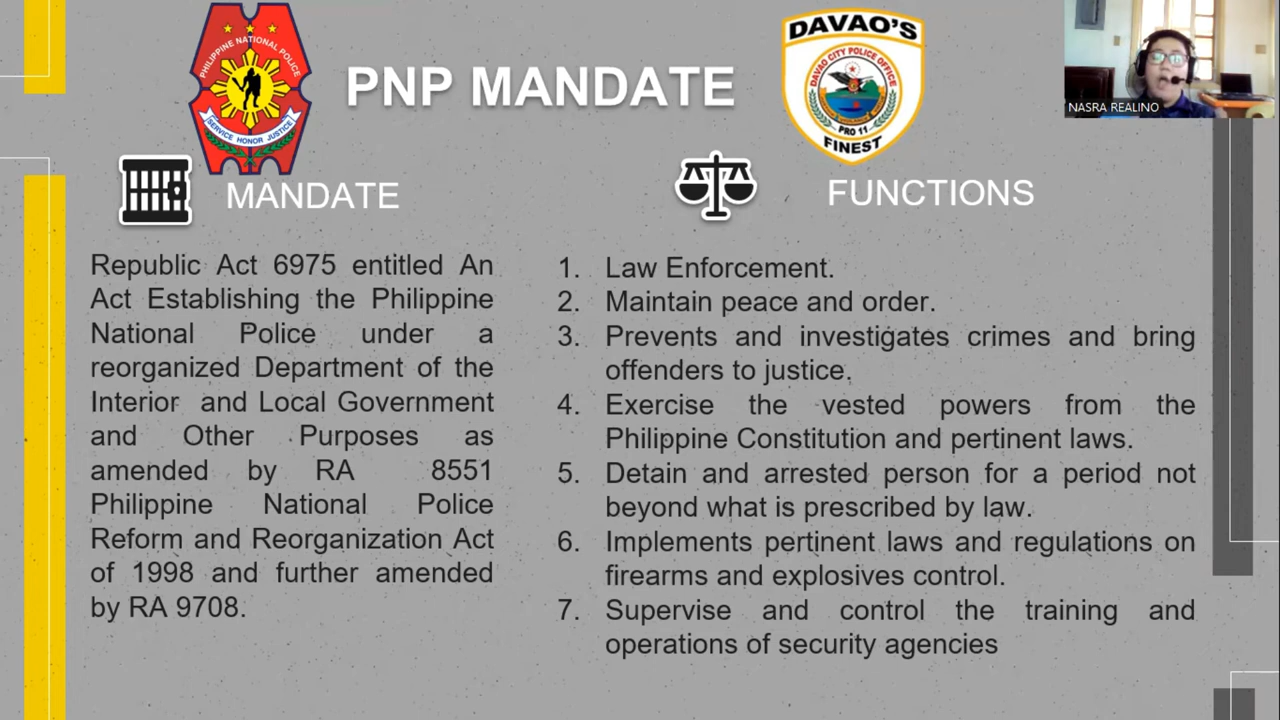 PHILIPPINE NATIONAL POLICE
SERVICE HONOR JUSTICE
PNP MANDATE
DAVAO'S
DAVAO CITY POLICE OFFICE
PRO 11
FINEST
NASRA REALINO
MANDATE
Republic Act 6975 entitled An
Act Establishing the Philippine
National Police under a
reorganized Department of the
Interior and Local Government
and Other Purposes as
amended by RA 8551
Philippine National Police
Reform and Reorganization Act
of 1998 and further amended
by RA 9708.
FUNCTIONS
1. Law Enforcement.
2. Maintain peace and order.
3. Prevents and investigates crimes and bring
offenders to justice.
4. Exercise the vested powers from the
Philippine Constitution and pertinent laws.
5. Detain and arrested person for a period not
beyond what is prescribed by law.
6. Implements pertinent laws and regulations on
firearms and explosives control.
7. Supervise and control the training and
operations of security agencies